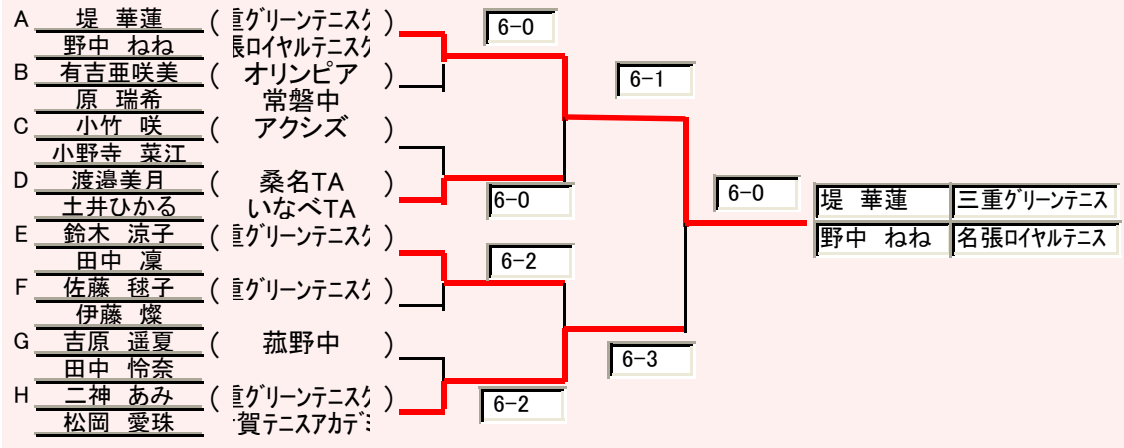 A 堤 華蓮 ( 重グリーンテニスク )
野中 ねね 張ロイヤルテニスク
B 有吉亜咲美 ( オリンピア )
原 瑞希 常磐中
C 小竹 咲 ( アクシズ )
小野寺 菜江
D 渡邉美月 ( 桑名TA )
土井ひかる いなべTA
E 鈴木 涼子 ( 重グリーンテニスク )
田中 凜
F 佐藤 毬子 ( 重グリーンテニスク )
伊藤 燦
G 吉原 遥夏 ( 菰野中 )
田中 怜奈
H 二神 あみ ( 重グリーンテニスク )
松岡 愛珠 賀テニスアカデミ
6-0
6-0
6-2
6-2
6-1
6-3
6-0
堤 華蓮 三重グリーンテニス
野中 ねね 名張ロイヤルテニス